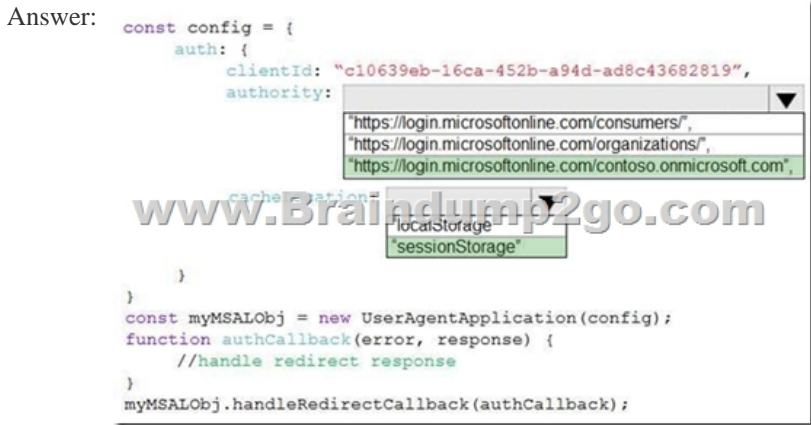 Answer:
const config = {
auth: {
clientId: "c10639eb-16ca-452b-a94d-ad8c43682819",
authority:
"https://login.microsoftonline.com/consumers/",
"https://login.microsoftonline.com/organizations/",
"https://login.microsoftonline.com/contoso.onmicrosoft.com",
www.Braindump2go.com
"localStorage"
"sessionStorage"
}
}
const myMSALObj = new UserAgentApplication(config);
function authCallback(error, response) {
//handle redirect response
}
myMSALObj.handleRedirectCallback(authCallback);